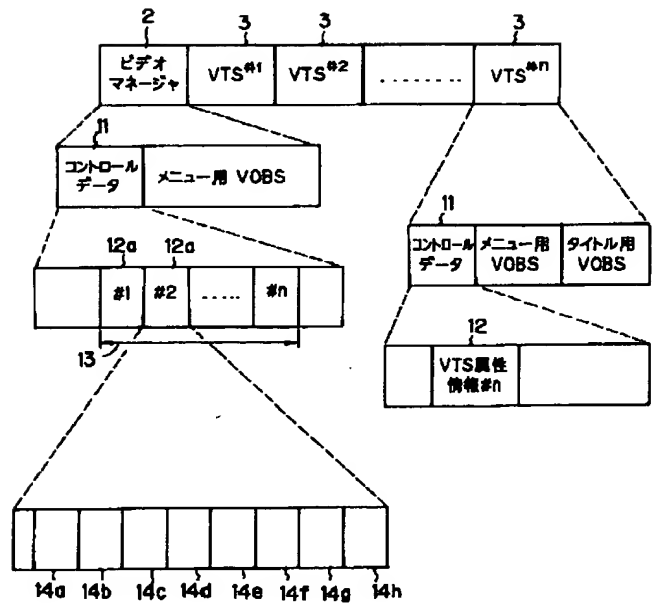 2
3
3
3
ビデオ
マネージャ
VTS#1
VTS#2
........
VTS#n
11
コントロール
データ
メニュー用 VOBS
11
コントロール
データ
メニュー用
VOBS
タイトル用
VOBS
12a
12a
#1
#2
.....
#n
13
12
VTS属性
情報#n
14a
14b
14c
14d
14e
14f
14g
14h